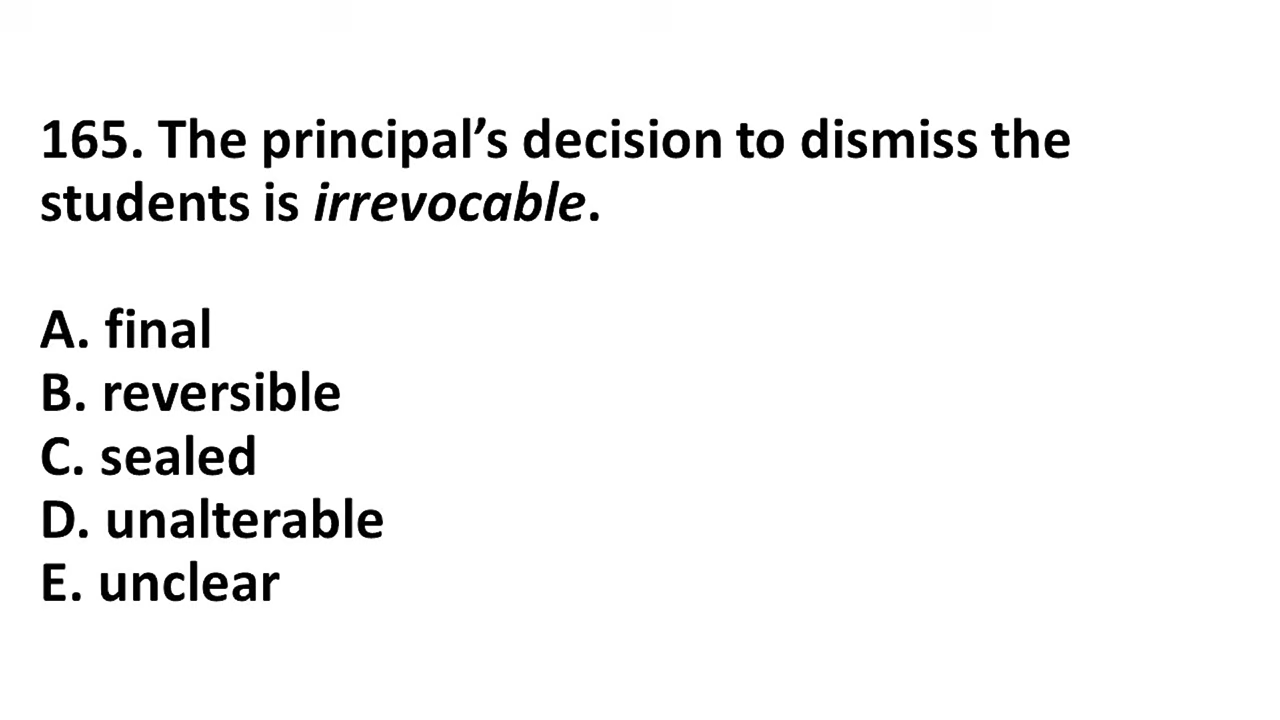 165. The principal’s decision to dismiss the
students is irrevocable.
A. final
B. reversible
C. sealed
D. unalterable
E. unclear